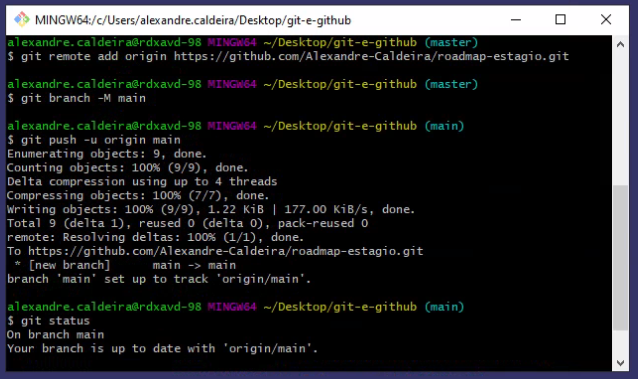 MINGW64:/c/Users/alexandre.caldeira/Desktop/git-e-github
alexandre.caldeira@rdxavd-98 MINGW64 ~/Desktop/git-e-github (master)
$ git remote add origin https://github.com/Alexandre-Caldeira/roadmap-estagio.git
alexandre.caldeira@rdxavd-98 MINGW64 ~/Desktop/git-e-github (master)
$ git branch -M main
alexandre.caldeira@rdxavd-98 MINGW64 ~/Desktop/git-e-github (main)
$ git push -u origin main
Enumerating objects: 9, done.
Counting objects: 100% (9/9), done.
Delta compression using up to 4 threads
Compressing objects: 100% (7/7), done.
Writing objects: 100% (9/9), 1.22 KiB | 177.00 KiB/s, done.
Total 9 (delta 1), reused 0 (delta 0), pack-reused 0
remote: Resolving deltas: 100% (1/1), done.
To https://github.com/Alexandre-Caldeira/roadmap-estagio.git
 * [new branch]      main -> main
branch 'main' set up to track 'origin/main'.
alexandre.caldeira@rdxavd-98 MINGW64 ~/Desktop/git-e-github (main)
$ git status
On branch main
Your branch is up to date with 'origin/main'.